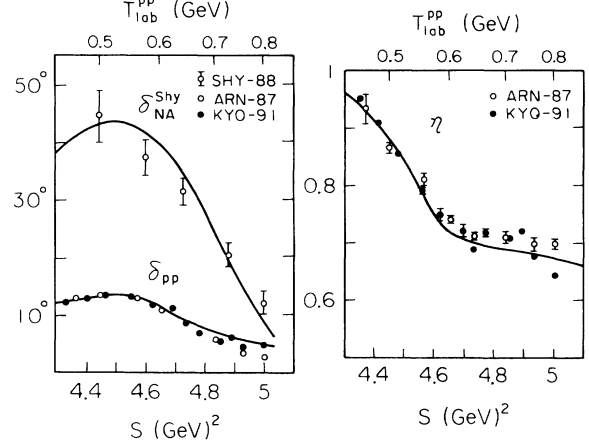 T_lab^pp (GeV)
0.5 0.6 0.7 0.8
50°
30°
10°
δ_NA^Shy
SHY-88
ARN-87
KYO-91
δ_pp
4.4 4.6 4.8 5
S (GeV)²
T_lab^pp (GeV)
0.5 0.6 0.7 0.8
1
0.8
0.6
η
ARN-87
KYO-91
4.4 4.6 4.8 5
S (GeV)²